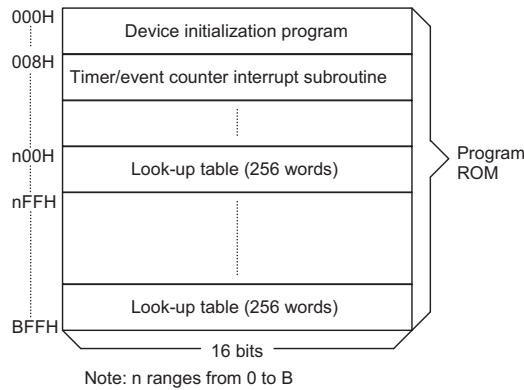 000H
Device initialization program
008H
Timer/event counter interrupt subroutine
n00H
Look-up table (256 words)
nFFH
Program
ROM
Look-up table (256 words)
BFFH
16 bits
Note: n ranges from 0 to B